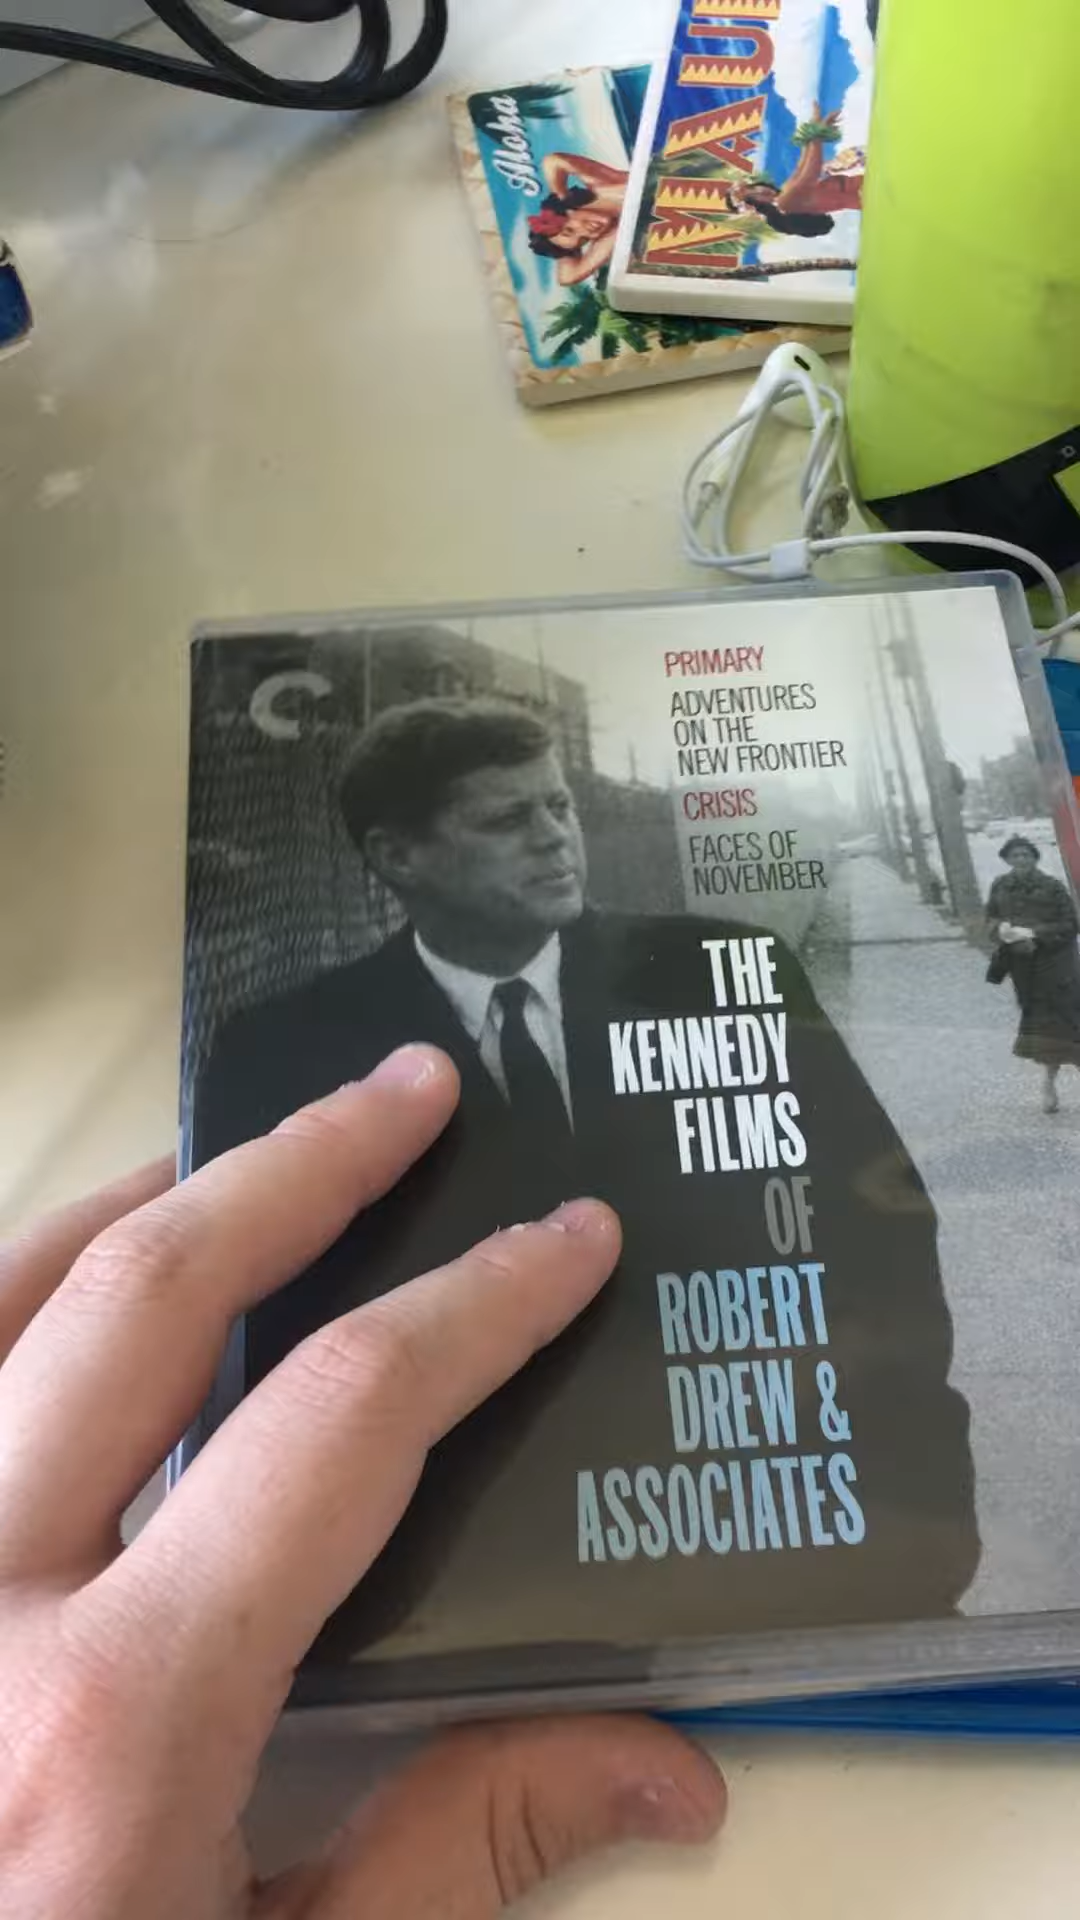 Aloha
MAUI
PRIMARY
ADVENTURES
ON THE
NEW FRONTIER
CRISIS
FACES OF
NOVEMBER
THE
KENNEDY
FILMS
OF
ROBERT
DREW &
ASSOCIATES